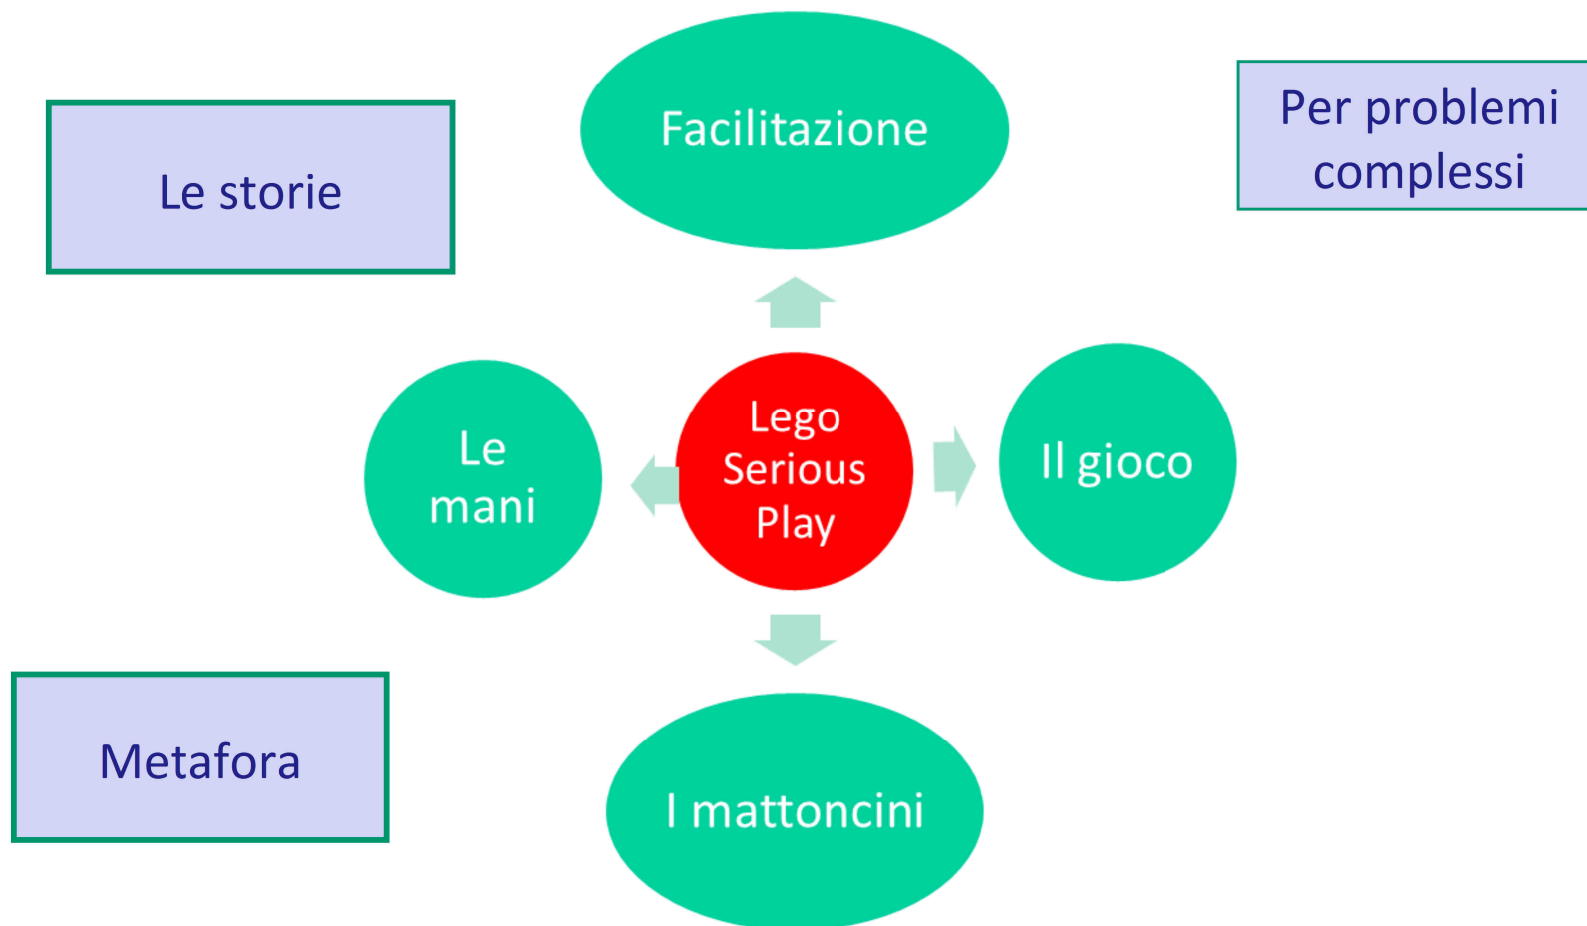 Facilitazione
Per problemi
complessi
Le storie
Lego
Serious
Play
Le
mani
Il gioco
Metafora
I mattoncini